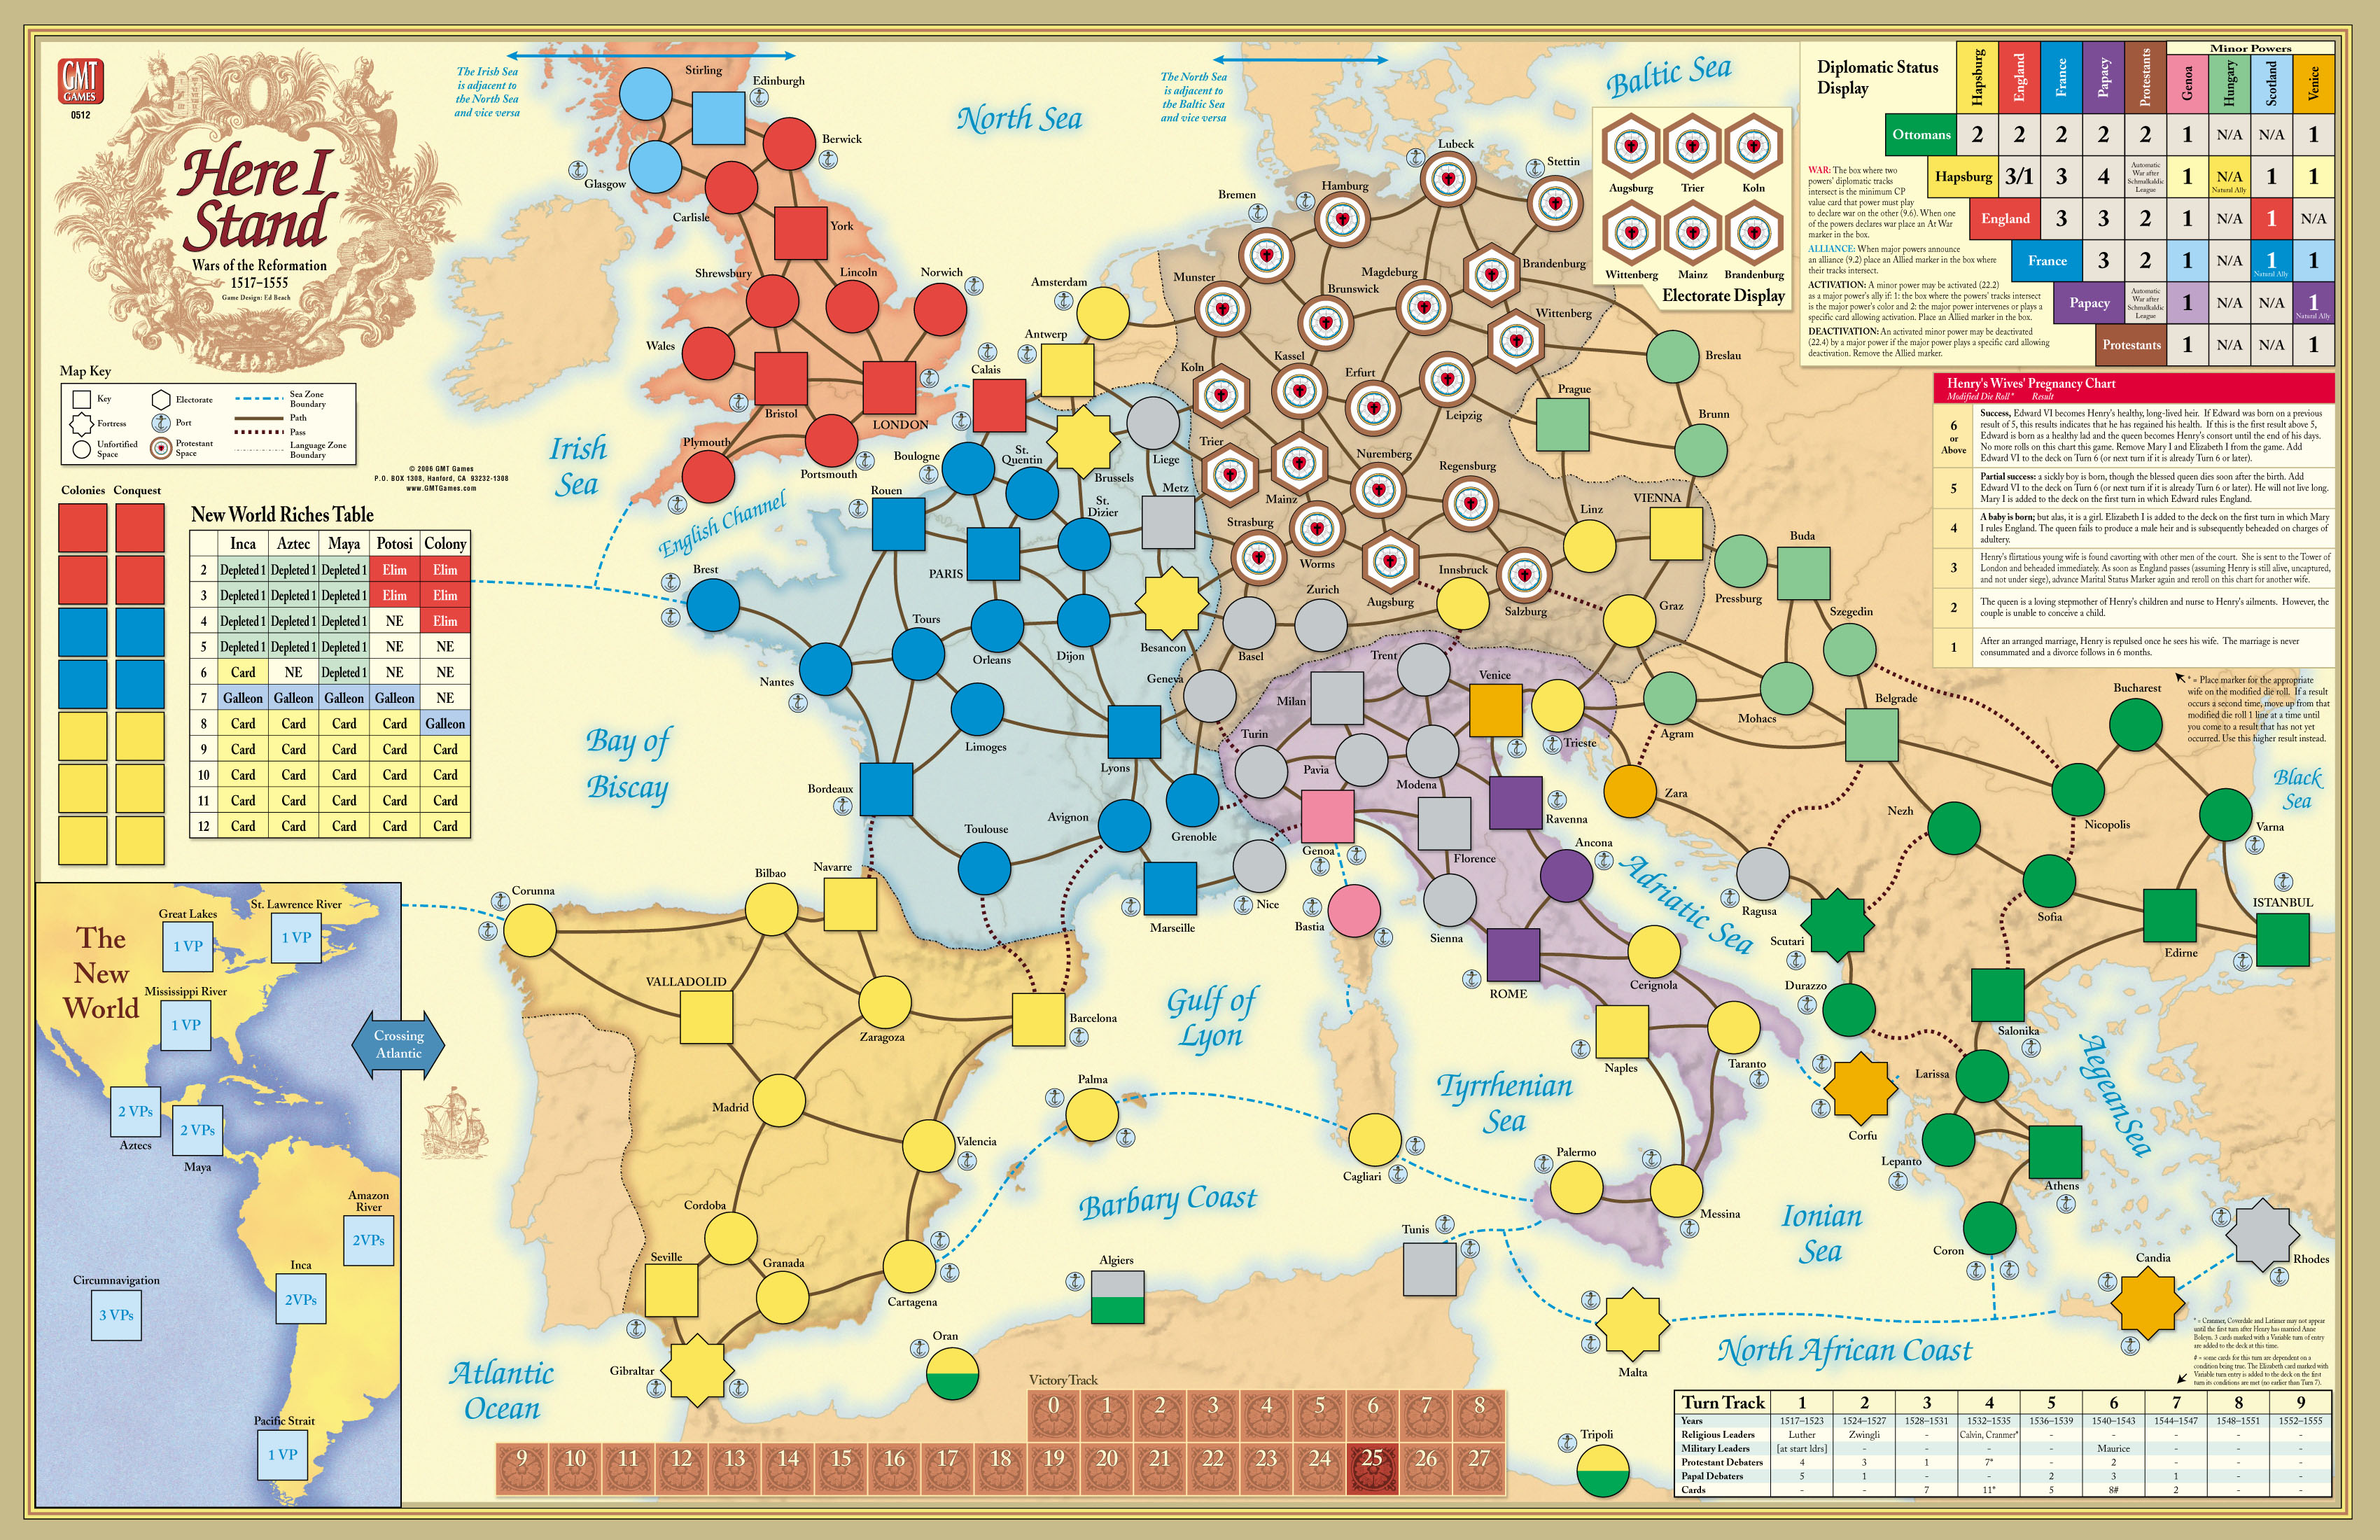 GMT
GAMES
0512
Here I
Stand
Wars of the Reformation
1517–1555
Game Design: Ed Beach
Map Key
Key
Electorate
Sea Zone
Boundary
Fortress
Port
Path
Pass
Unfortified
Space
Protestant
Space
Language Zone
Boundary
© 2006 GMT Games
P.O. BOX 1308, Hanford, CA 93232-1308
www.GMTGames.com
Colonies Conquest
New World Riches Table
Inca Aztec Maya Potosi Colony
2 Depleted 1 Depleted 1 Depleted 1 Elim Elim
3 Depleted 1 Depleted 1 Depleted 1 Elim Elim
4 Depleted 1 Depleted 1 Depleted 1 NE Elim
5 Depleted 1 Depleted 1 Depleted 1 NE NE
6 Card NE Depleted 1 NE NE
7 Galleon Galleon Galleon Galleon NE
8 Card Card Card Card Galleon
9 Card Card Card Card Card
10 Card Card Card Card Card
11 Card Card Card Card Card
12 Card Card Card Card Card
The
New
World
Great Lakes
1 VP
St. Lawrence River
1 VP
Mississippi River
1 VP
2 VPs
Aztecs
2 VPs
Maya
Amazon
River
2VPs
Inca
2VPs
Circumnavigation
3 VPs
Pacific Strait
1 VP
Crossing
Atlantic
The Irish Sea
is adjacent to
the North Sea
and vice versa
The North Sea
is adjacent to
the Baltic Sea
and vice versa
North Sea
Baltic Sea
Irish
Sea
English Channel
Bay of
Biscay
Atlantic
Ocean
Gulf of
Lyon
Barbary Coast
Tyrrhenian
Sea
Adriatic Sea
Ionian
Sea
Aegean Sea
Black
Sea
North African Coast
Stirling
Edinburgh
Glasgow
Berwick
Carlisle
York
Shrewsbury
Lincoln
Norwich
Wales
Bristol
LONDON
Plymouth
Portsmouth
Calais
Amsterdam
Antwerp
Brussels
Liege
Boulogne
St.
Quentin
Rouen
PARIS
St.
Dizier
Metz
Brest
Nantes
Tours
Orleans
Dijon
Besancon
Limoges
Lyons
Geneva
Bordeaux
Toulouse
Avignon
Grenoble
Marseille
Nice
Bremen
Hamburg
Lubeck
Stettin
Munster
Brunswick
Magdeburg
Brandenburg
Wittenberg
Koln
Kassel
Erfurt
Leipzig
Trier
Mainz
Nuremberg
Regensburg
Strasburg
Worms
Augsburg
Salzburg
Innsbruck
Linz
VIENNA
Graz
Basel
Zurich
Breslau
Prague
Brunn
Pressburg
Buda
Szegedin
Mohacs
Agram
Belgrade
Trent
Milan
Venice
Trieste
Turin
Pavia
Modena
Genoa
Florence
Ravenna
Ancona
Bastia
Sienna
ROME
Cerignola
Naples
Taranto
Palermo
Messina
Cagliari
Zara
Ragusa
Scutari
Durazzo
Corfu
Bucharest
Nezh
Nicopolis
Varna
Sofia
ISTANBUL
Edirne
Salonika
Larissa
Lepanto
Athens
Coron
Candia
Rhodes
Corunna
Bilbao
Navarre
VALLADOLID
Zaragoza
Barcelona
Madrid
Valencia
Palma
Cordoba
Seville
Granada
Cartagena
Gibraltar
Oran
Algiers
Tunis
Malta
Tripoli
Augsburg Trier Koln
Wittenberg Mainz Brandenburg
Electorate Display
Diplomatic Status
Display
Minor Powers
Hapsburg England France Papacy Protestants Genoa Hungary Scotland Venice
Ottomans 2 2 2 2 2 1 N/A N/A 1
Hapsburg 3/1 3 4 Automatic War after Schmalkaldic League 1 N/A Natural Ally 1 1
England 3 3 2 1 N/A 1 N/A
France 3 2 1 N/A 1 Natural Ally 1
Papacy Automatic War after Schmalkaldic League 1 N/A N/A 1 Natural Ally
Protestants 1 N/A N/A 1
WAR: The box where two
powers' diplomatic tracks
intersect is the minimum CP
value card that power must play
to declare war on the other (9.6). When one
of the powers declares war place an At War
marker in the box.
ALLIANCE: When major powers announce
an alliance (9.2) place an Allied marker in the box where
their tracks intersect.
ACTIVATION: A minor power may be activated (22.2)
as a major power's ally if: 1: the box where the powers' tracks intersect
is the major power's color and 2: the major power intervenes or plays a
specific card allowing activation. Place an Allied marker in the box.
DEACTIVATION: An activated minor power may be deactivated
(22.4) by a major power if the major power plays a specific card allowing
deactivation. Remove the Allied marker.
Henry's Wives' Pregnancy Chart
Modified Die Roll* Result
6
or
Above
Success, Edward VI becomes Henry's healthy, long-lived heir. If Edward was born on a previous
result of 5, this results indicates that he has regained his health. If this is the first result above 5,
Edward is born as a healthy lad and the queen becomes Henry's consort until the end of his days.
No more rolls on this chart this game. Remove Mary I and Elizabeth I from the game. Add
Edward VI to the deck on Turn 6 (or next turn if it is already Turn 6 or later).
5
Partial success: a sickly boy is born, though the blessed queen dies soon after the birth. Add
Edward VI to the deck on Turn 6 (or next turn if it is already Turn 6 or later). He will not live long.
Mary I is added to the deck on the first turn in which Edward rules England.
4
A baby is born; but alas, it is a girl. Elizabeth I is added to the deck on the first turn in which Mary
I rules England. The queen fails to produce a male heir and is subsequently beheaded on charges of
adultery.
3
Henry's flirtatious young wife is found cavorting with other men of the court. She is sent to the Tower of
London and beheaded immediately. As soon as England passes (assuming Henry is still alive, uncaptured,
and not under siege), advance Marital Status Marker again and reroll on this chart for another wife.
2
The queen is a loving stepmother of Henry's children and nurse to Henry's ailments. However, the
couple is unable to conceive a child.
1
After an arranged marriage, Henry is repulsed once he sees his wife. The marriage is never
consummated and a divorce follows in 6 months.
* = Place marker for the appropriate
wife on the modified die roll. If a result
occurs a second time, move up from that
modified die roll 1 line at a time until
you come to a result that has not yet
occurred. Use this higher result instead.
* = Cranmer, Coverdale and Latimer may not appear
until the first turn after Henry has married Anne
Boleyn. 3 cards marked with a Variable turn of entry
are added to the deck at this time.
# = some cards for this turn are dependent on a
condition being true. The Elizabeth card marked with
Variable turn entry is added to the deck on the first
turn its conditions are met (no earlier than Turn 7).
Victory Track
0 1 2 3 4 5 6 7 8
9 10 11 12 13 14 15 16 17 18 19 20 21 22 23 24 25 26 27
Turn Track 1 2 3 4 5 6 7 8 9
Years 1517–1523 1524–1527 1528–1531 1532–1535 1536–1539 1540–1543 1544–1547 1548–1551 1552–1555
Religious Leaders Luther Zwingli - Calvin, Cranmer* - - - - -
Military Leaders [at start ldrs] - - - - Maurice - - -
Protestant Debaters 4 3 1 7* - 2 - - -
Papal Debaters 5 1 - - 2 3 1 - -
Cards - - 7 11* 5 8# 2 - -